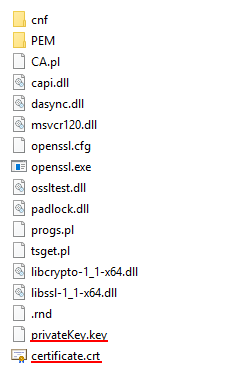 cnf
PEM
CA.pl
capi.dll
dasync.dll
msvcr120.dll
openssl.cfg
openssl.exe
ossltest.dll
padlock.dll
progs.pl
tsget.pl
libcrypto-1_1-x64.dll
libssl-1_1-x64.dll
.rnd
privateKey.key
certificate.crt